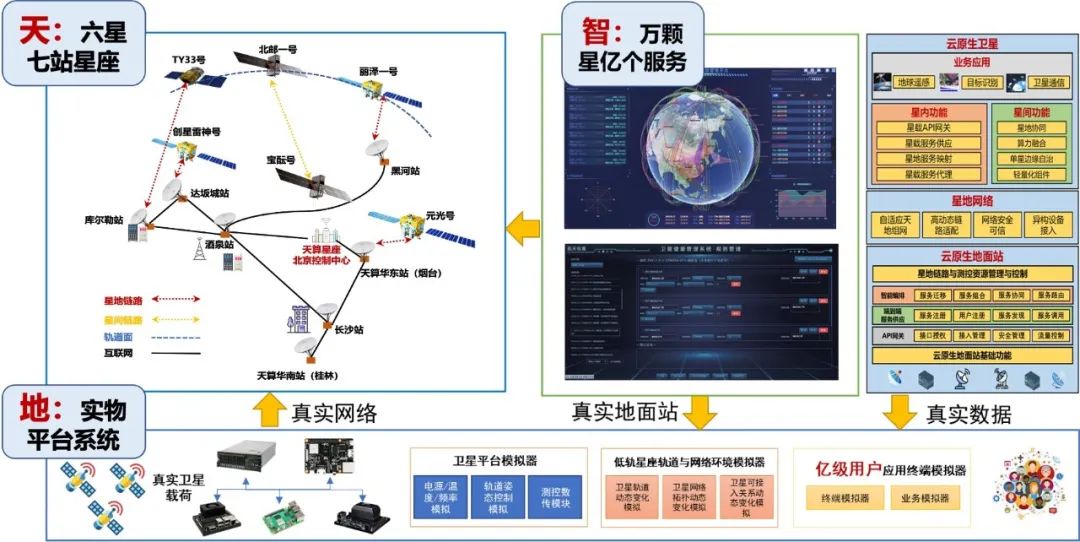 天：六星
七站星座
TY33号
北邮一号
丽泽一号
创星雷神号
宝酝号
黑河站
达坂城站
库尔勒站
酒泉站
元光号
天算星座
北京控制中心
天算华东站（烟台）
长沙站
天算华南站（桂林）
星地链路
星间链路
轨道面
互联网
智：万颗
星亿个服务
卫星健康管理系统-规则管理
云原生卫星
业务应用
地球遥感
目标识别
卫星通信
星内功能
星载API网关
星载服务供应
星地服务映射
星载服务代理
星间功能
星地协同
算力融合
单星边缘自治
轻量化组件
星地网络
自适应天
地组网
高动态链
路适配
网络安全
可信
异构设备
接入
云原生地面站
星地链路与测控资源管理与控制
智能编排
服务迁移
服务组合
服务协同
服务路由
端到端
服务供应
服务注册
用户注册
服务发现
服务调用
API网关
接口授权
接入管理
安全管理
流量控制
云原生地面站基础功能
地：实物
平台系统
真实网络
真实地面站
真实数据
真实卫星
载荷
卫星平台模拟器
电源/温
度/频率
模拟
轨道姿
态控制
模拟
测控数
传模块
低轨星座轨道与网络环境模拟器
卫星轨道
动态变化
模拟
卫星网络
拓扑动态
变化模拟
卫星可接
入关系动
态变化模
拟
亿级用户应用终端模拟器
终端模拟器
业务模拟器